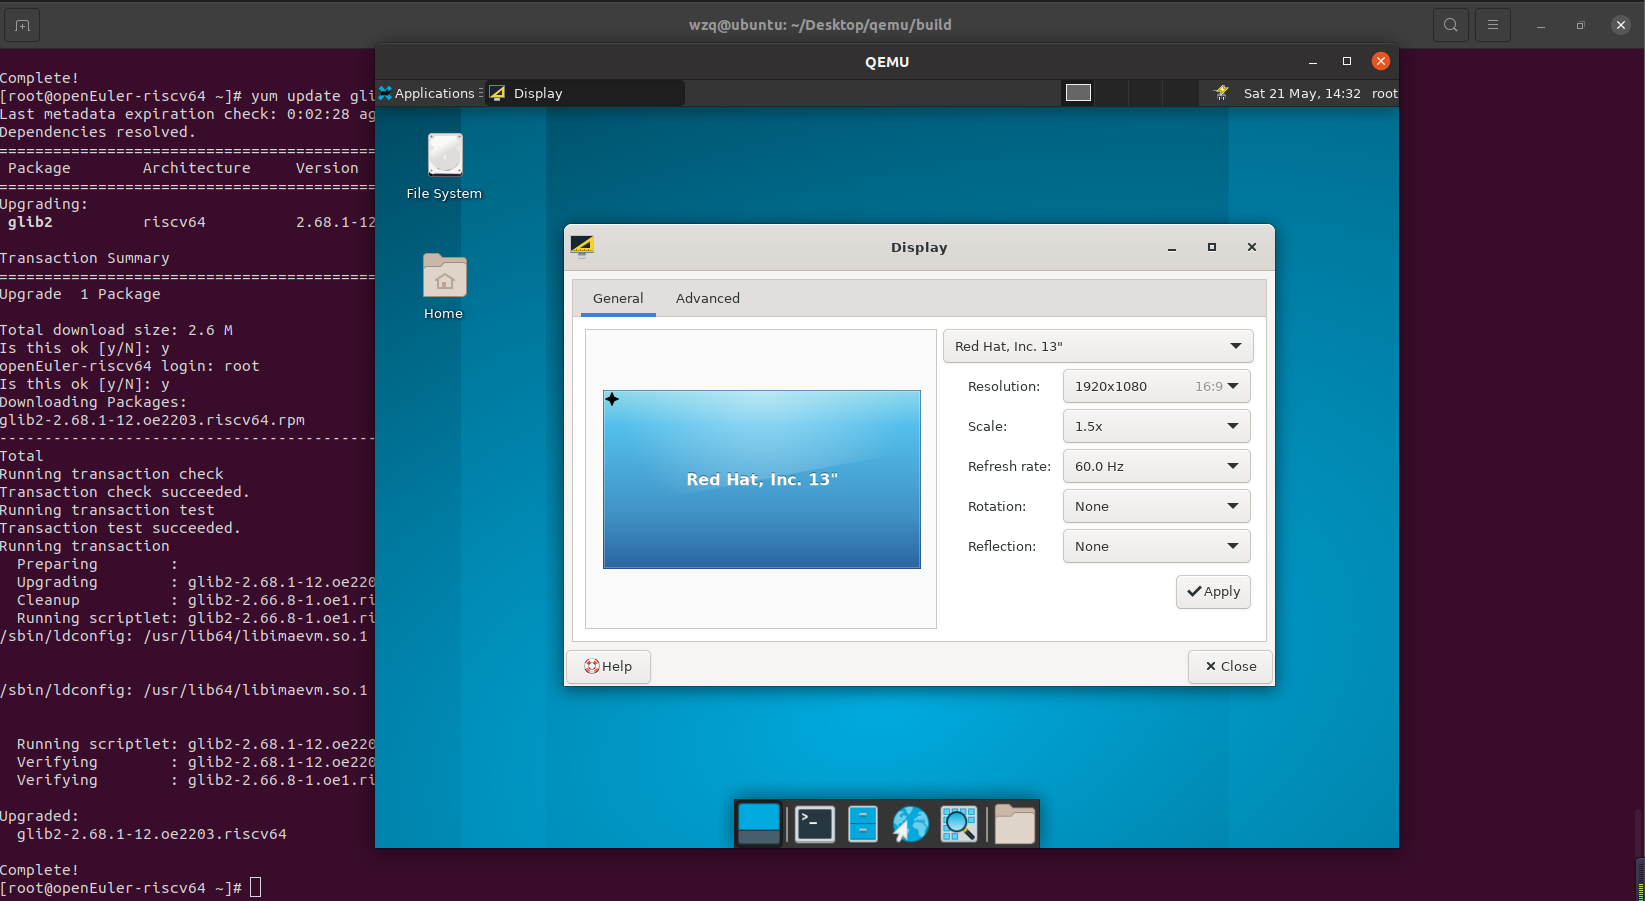 wzq@ubuntu: ~/Desktop/qemu/build
Complete!
[root@openEuler-riscv64 ~]# yum update gli
Last metadata expiration check: 0:02:28 ag
Dependencies resolved.
==========================================
Package Architecture Version
==========================================
Upgrading:
glib2 riscv64 2.68.1-12
Transaction Summary
==========================================
Upgrade 1 Package
Total download size: 2.6 M
Is this ok [y/N]: y
openEuler-riscv64 login: root
Is this ok [y/N]: y
Downloading Packages:
glib2-2.68.1-12.oe2203.riscv64.rpm
------------------------------------------
Total
Running transaction check
Transaction check succeeded.
Running transaction test
Transaction test succeeded.
Running transaction
Preparing :
Upgrading : glib2-2.68.1-12.oe220
Cleanup : glib2-2.66.8-1.oe1.ri
Running scriptlet: glib2-2.66.8-1.oe1.ri
/sbin/ldconfig: /usr/lib64/libimaevm.so.1
/sbin/ldconfig: /usr/lib64/libimaevm.so.1
Running scriptlet: glib2-2.68.1-12.oe220
Verifying : glib2-2.68.1-12.oe220
Verifying : glib2-2.66.8-1.oe1.ri
Upgraded:
glib2-2.68.1-12.oe2203.riscv64
Complete!
[root@openEuler-riscv64 ~]#
QEMU
Applications Display Sat 21 May, 14:32 root
File System
Home
Display
General Advanced
Red Hat, Inc. 13"
Red Hat, Inc. 13"
Resolution: 1920x1080 16:9
Scale: 1.5x
Refresh rate: 60.0 Hz
Rotation: None
Reflection: None
Apply
Help Close